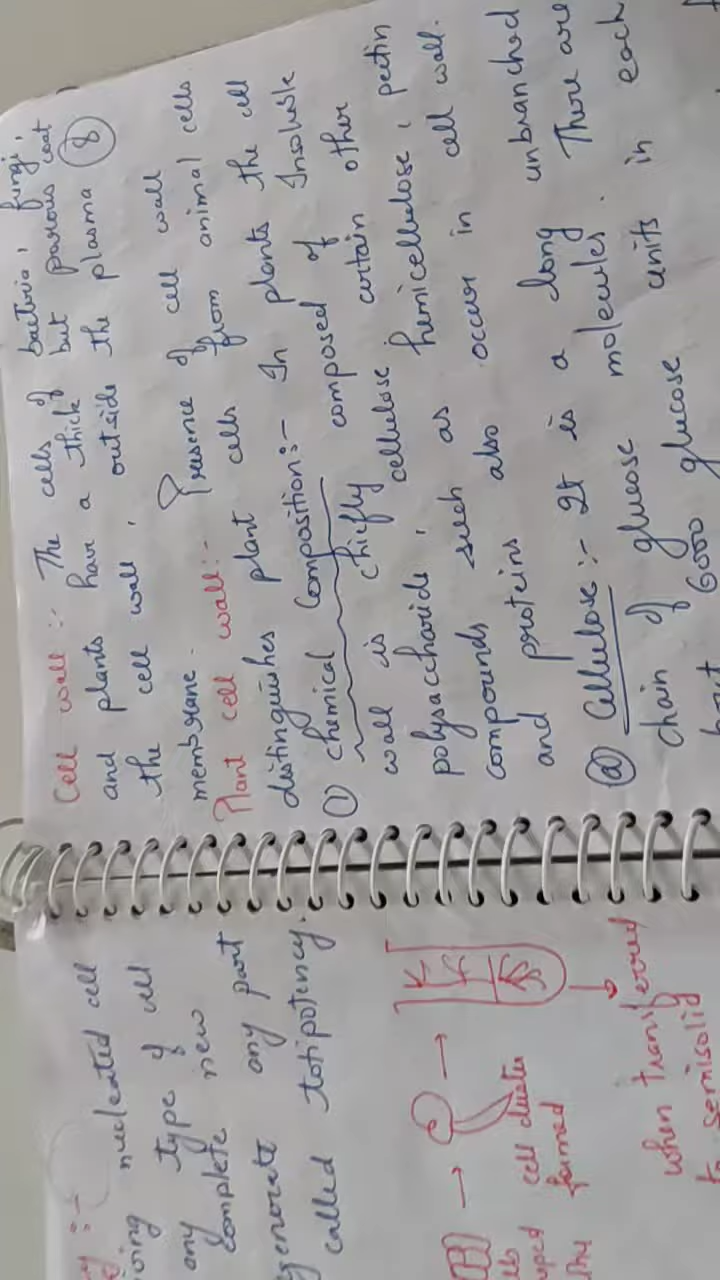 Cell wall :- The cells of bacteria, fungi,
and plants have a thick but porous coat
the cell wall, outside the plasma 8
membrane.
Presence of cell wall
Plant cell wall:-
distinguishes plant cells from animal cells
① Chemical Composition:- In plants the cell
wall is chiefly composed of Insoluble
polysaccharide, cellulose certain other
compounds such as hemicellulose, pectin
and proteins also occur in cell wall.
ⓐ Cellulose :- It is a long unbranched
chain of glucose molecules. There are
6000 glucose units in each
nucleated cell
any type of cell
complete new
any part
called totipotency.
→ →
cell cluster
formed
when transferred
to semisolid